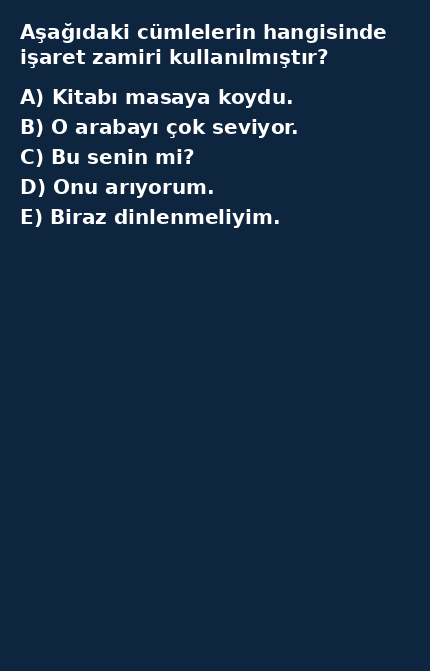 Aşağıdaki cümlelerin hangisinde
işaret zamiri kullanılmıştır?
A) Kitabı masaya koydu.
B) O arabayı çok seviyor.
C) Bu senin mi?
D) Onu arıyorum.
E) Biraz dinlenmeliyim.